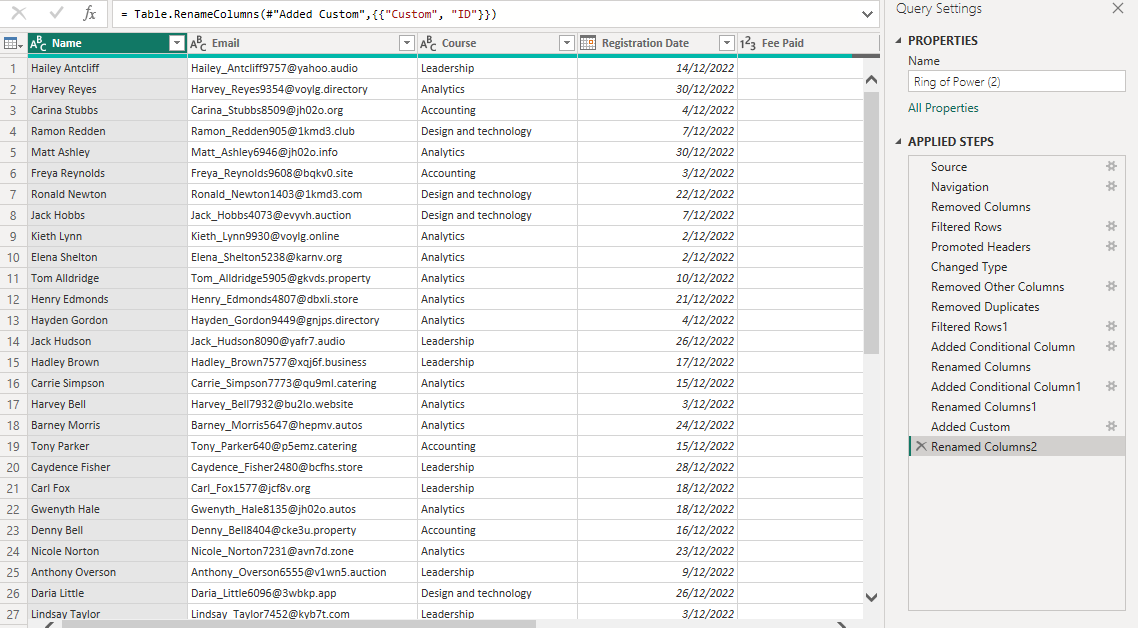 fx = Table.RenameColumns(#"Added Custom",{{"Custom", "ID"}})
ABC Name ABC Email ABC Course Registration Date 123 Fee Paid
1 Hailey Antcliff Hailey_Antcliff9757@yahoo.audio Leadership 14/12/2022
2 Harvey Reyes Harvey_Reyes9354@voylg.directory Analytics 30/12/2022
3 Carina Stubbs Carina_Stubbs8509@jh02o.org Accounting 4/12/2022
4 Ramon Redden Ramon_Redden905@1kmd3.club Design and technology 7/12/2022
5 Matt Ashley Matt_Ashley6946@jh02o.info Analytics 30/12/2022
6 Freya Reynolds Freya_Reynolds9608@bqkv0.site Accounting 3/12/2022
7 Ronald Newton Ronald_Newton1403@1kmd3.com Design and technology 22/12/2022
8 Jack Hobbs Jack_Hobbs4073@evyvh.auction Design and technology 7/12/2022
9 Kieth Lynn Kieth_Lynn9930@voylg.online Analytics 2/12/2022
10 Elena Shelton Elena_Shelton5238@karnv.org Analytics 2/12/2022
11 Tom Alldridge Tom_Alldridge5905@gkvds.property Analytics 10/12/2022
12 Henry Edmonds Henry_Edmonds4807@dbxli.store Analytics 21/12/2022
13 Hayden Gordon Hayden_Gordon9449@gnjps.directory Analytics 4/12/2022
14 Jack Hudson Jack_Hudson8090@yafr7.audio Leadership 26/12/2022
15 Hadley Brown Hadley_Brown7577@xqj6f.business Leadership 17/12/2022
16 Carrie Simpson Carrie_Simpson7773@qu9ml.catering Analytics 15/12/2022
17 Harvey Bell Harvey_Bell7932@bu2lo.website Analytics 3/12/2022
18 Barney Morris Barney_Morris5647@hepmv.autos Analytics 24/12/2022
19 Tony Parker Tony_Parker640@p5emz.catering Accounting 15/12/2022
20 Caydence Fisher Caydence_Fisher2480@bcfhs.store Leadership 28/12/2022
21 Carl Fox Carl_Fox1577@jcf8v.org Leadership 18/12/2022
22 Gwenyth Hale Gwenyth_Hale8135@jh02o.autos Analytics 18/12/2022
23 Denny Bell Denny_Bell8404@cke3u.property Accounting 16/12/2022
24 Nicole Norton Nicole_Norton7231@avn7d.zone Analytics 23/12/2022
25 Anthony Overson Anthony_Overson6555@v1wn5.auction Leadership 9/12/2022
26 Daria Little Daria_Little6096@3wbkp.app Design and technology 26/12/2022
27 Lindsay Taylor Lindsay_Taylor7452@kyb7t.com Leadership 3/12/2022
Query Settings
PROPERTIES
Name
Ring of Power (2)
All Properties
APPLIED STEPS
Source
Navigation
Removed Columns
Filtered Rows
Promoted Headers
Changed Type
Removed Other Columns
Removed Duplicates
Filtered Rows1
Added Conditional Column
Renamed Columns
Added Conditional Column1
Renamed Columns1
Added Custom
Renamed Columns2